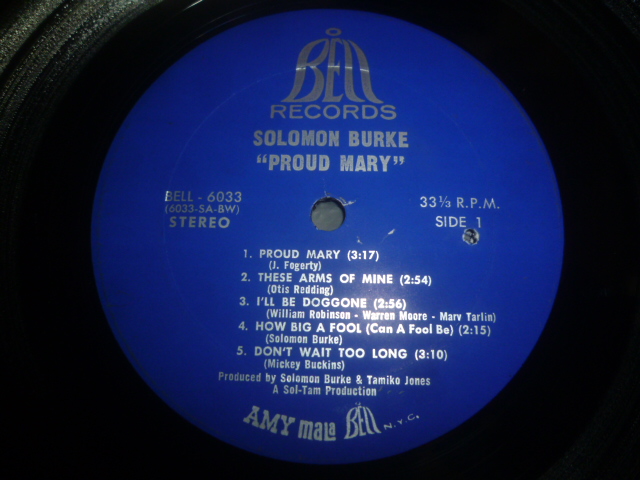 BELL
RECORDS
SOLOMON BURKE
"PROUD MARY"
BELL - 6033
(6033-SA-BW)
STEREO
33⅓ R.P.M.
SIDE 1
1. PROUD MARY (3:17)
(J. Fogerty)
2. THESE ARMS OF MINE (2:54)
(Otis Redding)
3. I'LL BE DOGGONE (2:56)
(William Robinson - Warren Moore - Marv Tarlin)
4. HOW BIG A FOOL (Can A Fool Be) (2:15)
(Solomon Burke)
5. DON'T WAIT TOO LONG (3:10)
(Mickey Buckins)
Produced by Solomon Burke & Tamiko Jones
A Sol-Tam Production
AMY mala BELL N.Y.C.